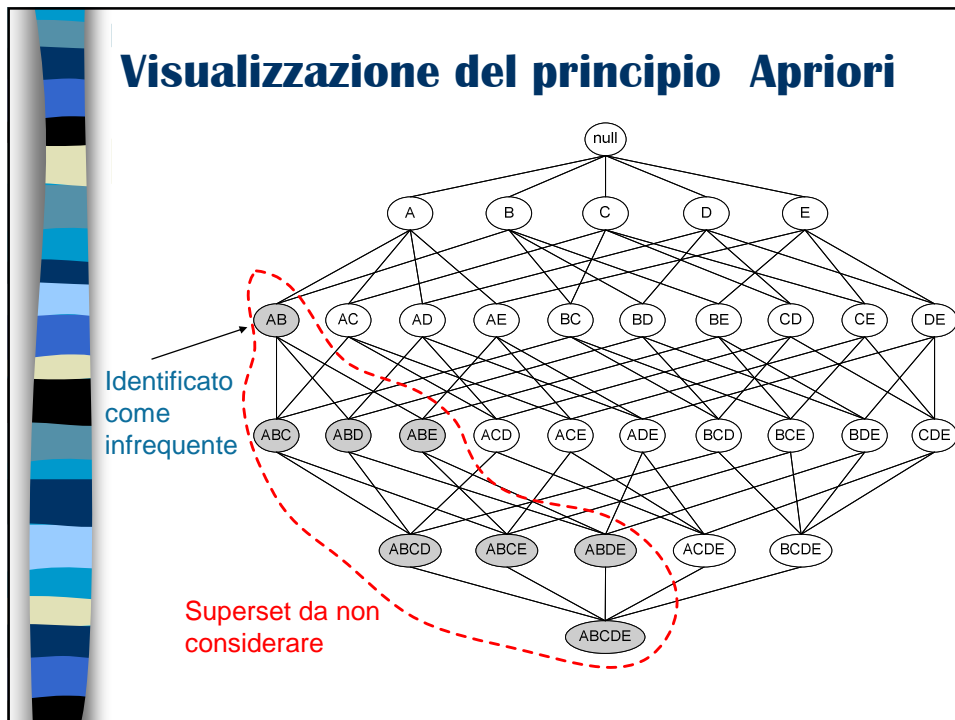 Visualizzazione del principio Apriori
null
A B C D E
AB AC AD AE BC BD BE CD CE DE
Identificato
come
infrequente
ABC ABD ABE ACD ACE ADE BCD BCE BDE CDE
ABCD ABCE ABDE ACDE BCDE
Superset da non
considerare
ABCDE